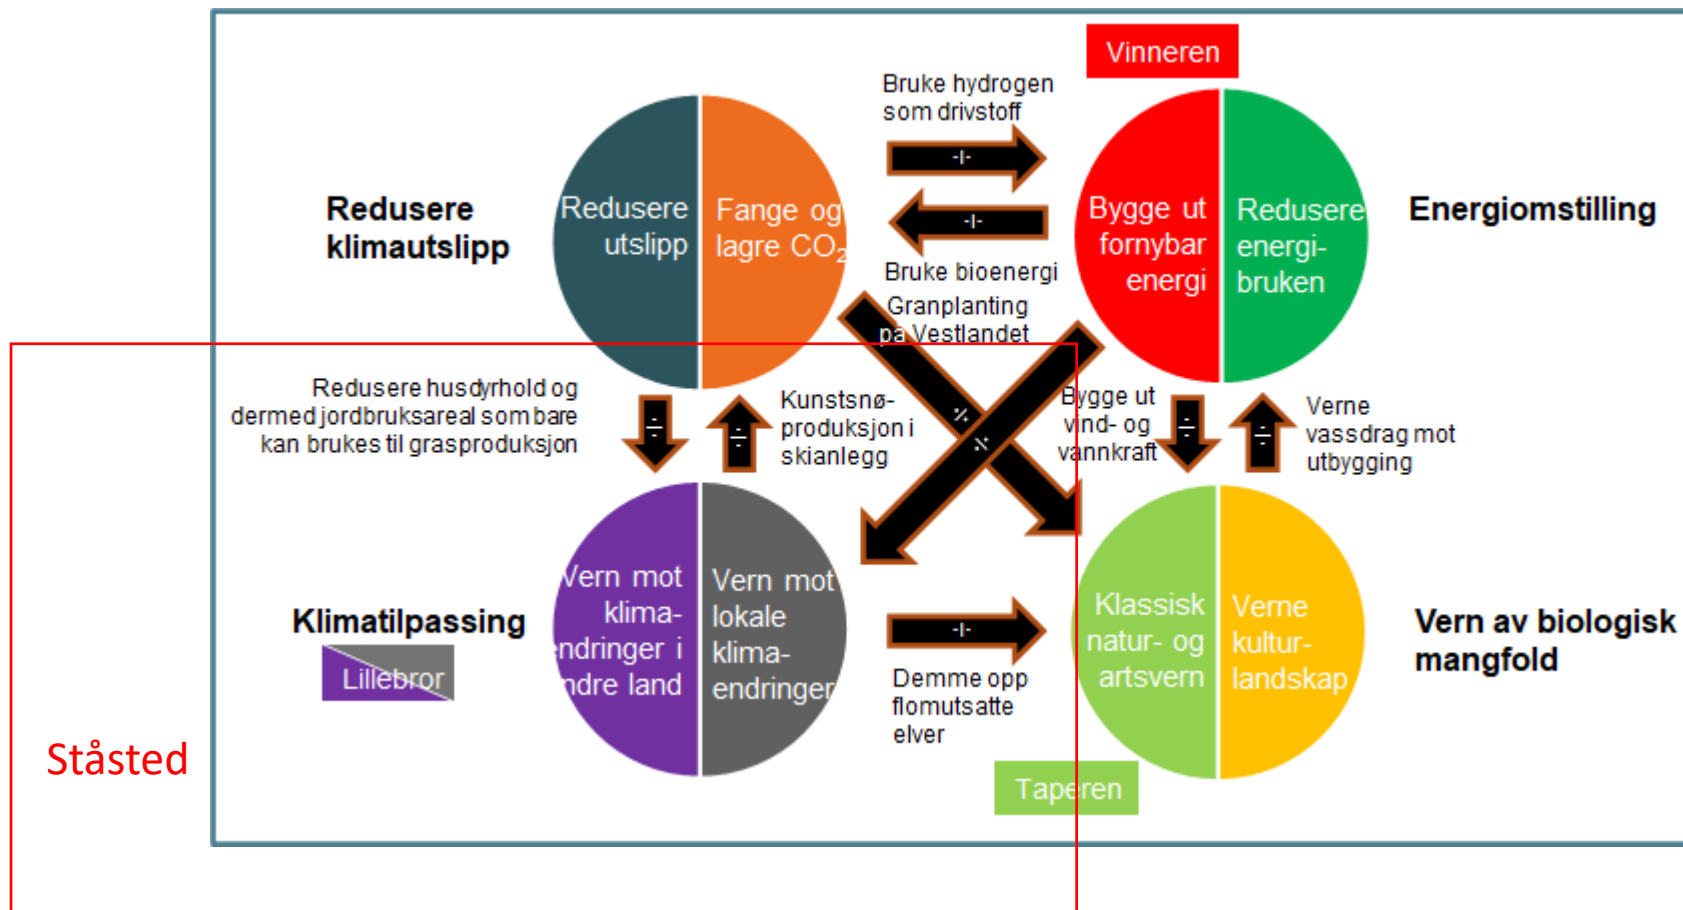 Vinneren
Bruke hydrogen
som drivstoff
-I-
Redusere
klimautslipp
Redusere
utslipp
Fange og
lagre CO₂
-I-
Bruke bioenergi
Bygge ut
fornybar
energi
Redusere
energi-
bruken
Energiomstilling
Granplanting
på Vestlandet
Redusere husdyrhold og
dermed jordbruksareal som bare
kan brukes til grasproduksjon
-I-
-I-
Kunstsnø-
produksjon i
skianlegg
٪
٪
Bygge ut
vind- og
vannkraft
-I-
-I-
Verne
vassdrag mot
utbygging
Klimatilpassing
Lillebror
Vern mot
klima-
endringer i
ndre land
Vern mot
lokale
klima-
endringer
-I-
Demme opp
flomutsatte
elver
Klassisk
natur- og
artsvern
Verne
kultur-
landskap
Vern av biologisk
mangfold
Taperen
Ståsted